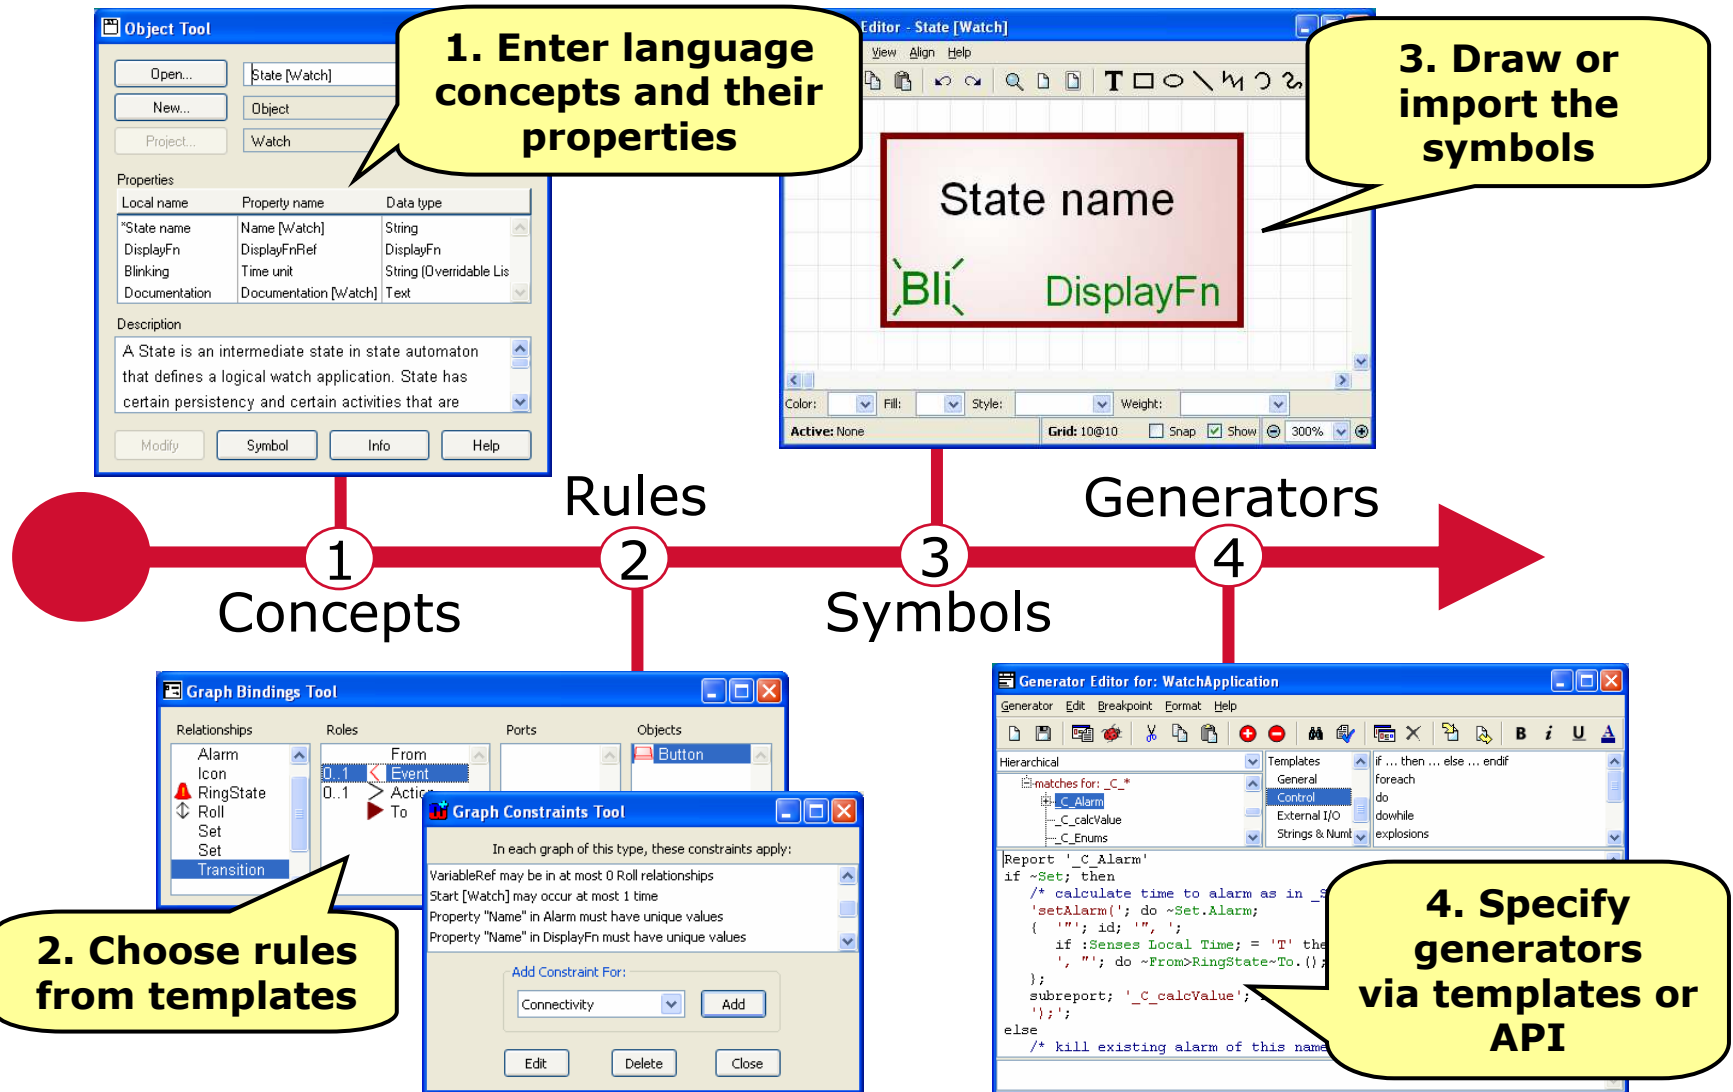 Object Tool
Open...
State [Watch]
New...
Object
Project...
Watch
Properties
Local name Property name Data type
*State name Name [Watch] String
DisplayFn DisplayFnRef DisplayFn
Blinking Time unit String (Overridable Lis
Documentation Documentation [Watch] Text
Description
A State is an intermediate state in state automaton
that defines a logical watch application. State has
certain persistency and certain activities that are
Modify Symbol Info Help
1. Enter language
concepts and their
properties
Editor - State [Watch]
View Align Help
State name
Bli DisplayFn
Color: Fill: Style: Weight:
Active: None Grid: 10@10 Snap Show 300%
3. Draw or
import the
symbols
Rules
Generators
1 2 3 4
Concepts
Symbols
Graph Bindings Tool
Relationships Roles Ports Objects
Alarm
Icon
RingState
Roll
Set
Set
Transition
From
0..1 Event
0..1 Action
To
Button
Graph Constraints Tool
In each graph of this type, these constraints apply:
VariableRef may be in at most 0 Roll relationships
Start [Watch] may occur at most 1 time
Property "Name" in Alarm must have unique values
Property "Name" in DisplayFn must have unique values
Add Constraint For:
Connectivity Add
Edit Delete Close
2. Choose rules
from templates
Generator Editor for: WatchApplication
Generator Edit Breakpoint Format Help
B i U A
Hierarchical
matches for: _C_*
_C_Alarm
_C_calcValue
_C_Enums
Templates
General
Control
External I/O
Strings & Numb
if ... then ... else ... endif
foreach
do
dowhile
explosions
Report '_C_Alarm'
if ~Set; then
/* calculate time to alarm as in _S
'setAlarm('; do ~Set.Alarm;
{ '"'; id; '", ';
if :Senses Local Time; = 'T' the
', "'; do ~From>RingState~To.();
};
subreport; '_C_calcValue';
');';
else
/* kill existing alarm of this name
4. Specify
generators
via templates or
API